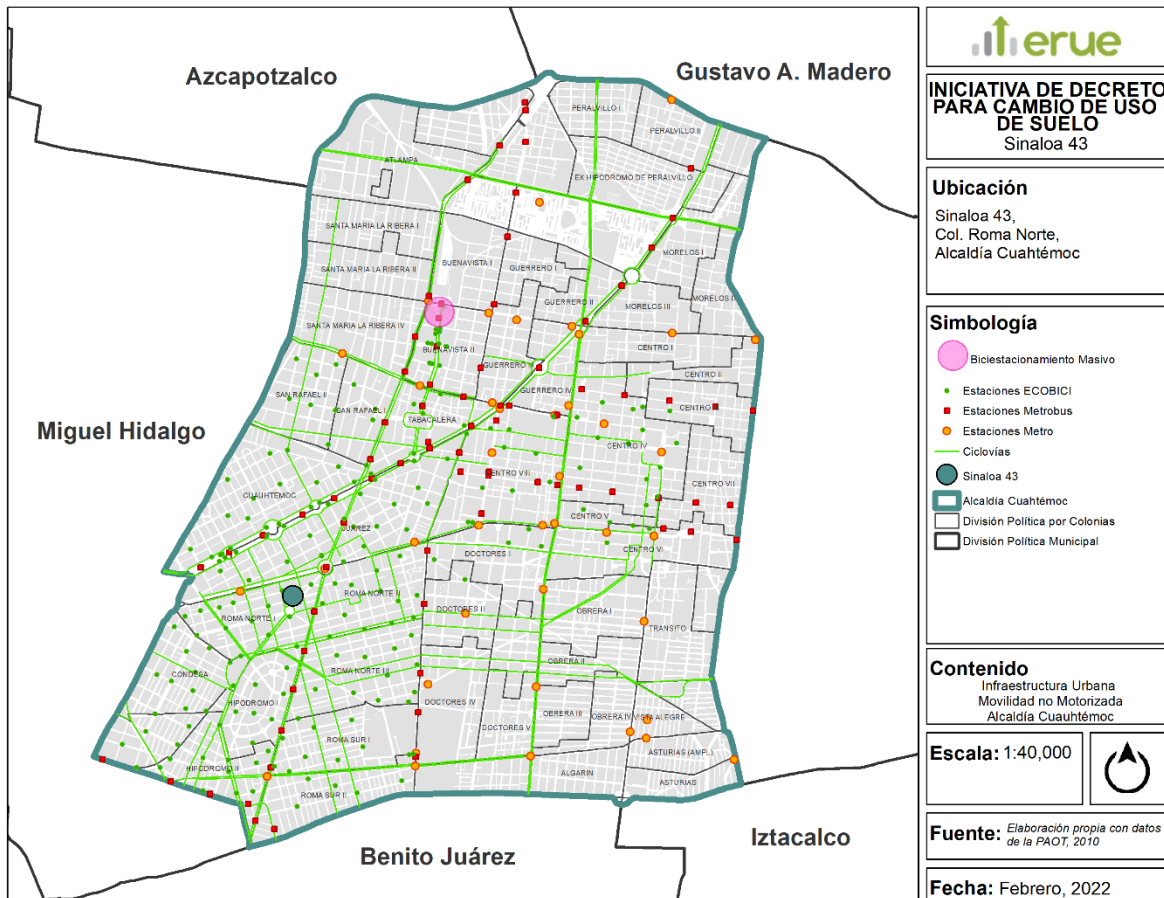 Azcapotzalco
Gustavo A. Madero
PERALVILLO I
PERALVILLO II
ATLAMPA
EX HIPODROMO DE PERALVILLO
SANTA MARIA LA RIBERA I
MORELOS I
BUENAVISTA I
GUERRERO I
SANTA MARIA LA RIBERA II
GUERRERO II
MORELOS III
SANTA MARIA LA RIBERA IV
BUENAVISTA II
CENTRO I
GUERRERO
CENTRO II
SAN RAFAEL II
GUERRERO IV
SAN RAFAEL I
TABACALERA
CENTRO
Miguel Hidalgo
CENTRO IV
CENTRO VIII
CENTRO VII
CUAUHTEMOC
JUÁREZ
CENTRO V
CENTRO VI
DOCTORES I
ROMA NORTE II
DOCTORES II
OBRERA I
ROMA NORTE I
TRANSITO
OBRERA II
CONDESA
ROMA NORTE III
HIPODROMO I
DOCTORES IV
OBRERA III
OBRERA IV
VISTA ALEGRE
DOCTORES V
ROMA SUR I
ASTURIAS (AMPL.)
HIPODROMO II
ALGARIN
ASTURIAS
ROMA SUR II
Benito Juárez
Iztacalco
erue
INICIATIVA DE DECRETO
PARA CAMBIO DE USO
DE SUELO
Sinaloa 43
Ubicación
Sinaloa 43,
Col. Roma Norte,
Alcaldía Cuahtémoc
Simbología
Biciestacionamiento Masivo
Estaciones ECOBICI
Estaciones Metrobus
Estaciones Metro
Ciclovías
Sinaloa 43
Alcaldía Cuahtémoc
División Política por Colonias
División Política Municipal
Contenido
Infraestructura Urbana
Movilidad no Motorizada
Alcaldía Cuauhtémoc
Escala: 1:40,000
Fuente: Elaboración propia con datos
de la PAOT, 2010
Fecha: Febrero, 2022